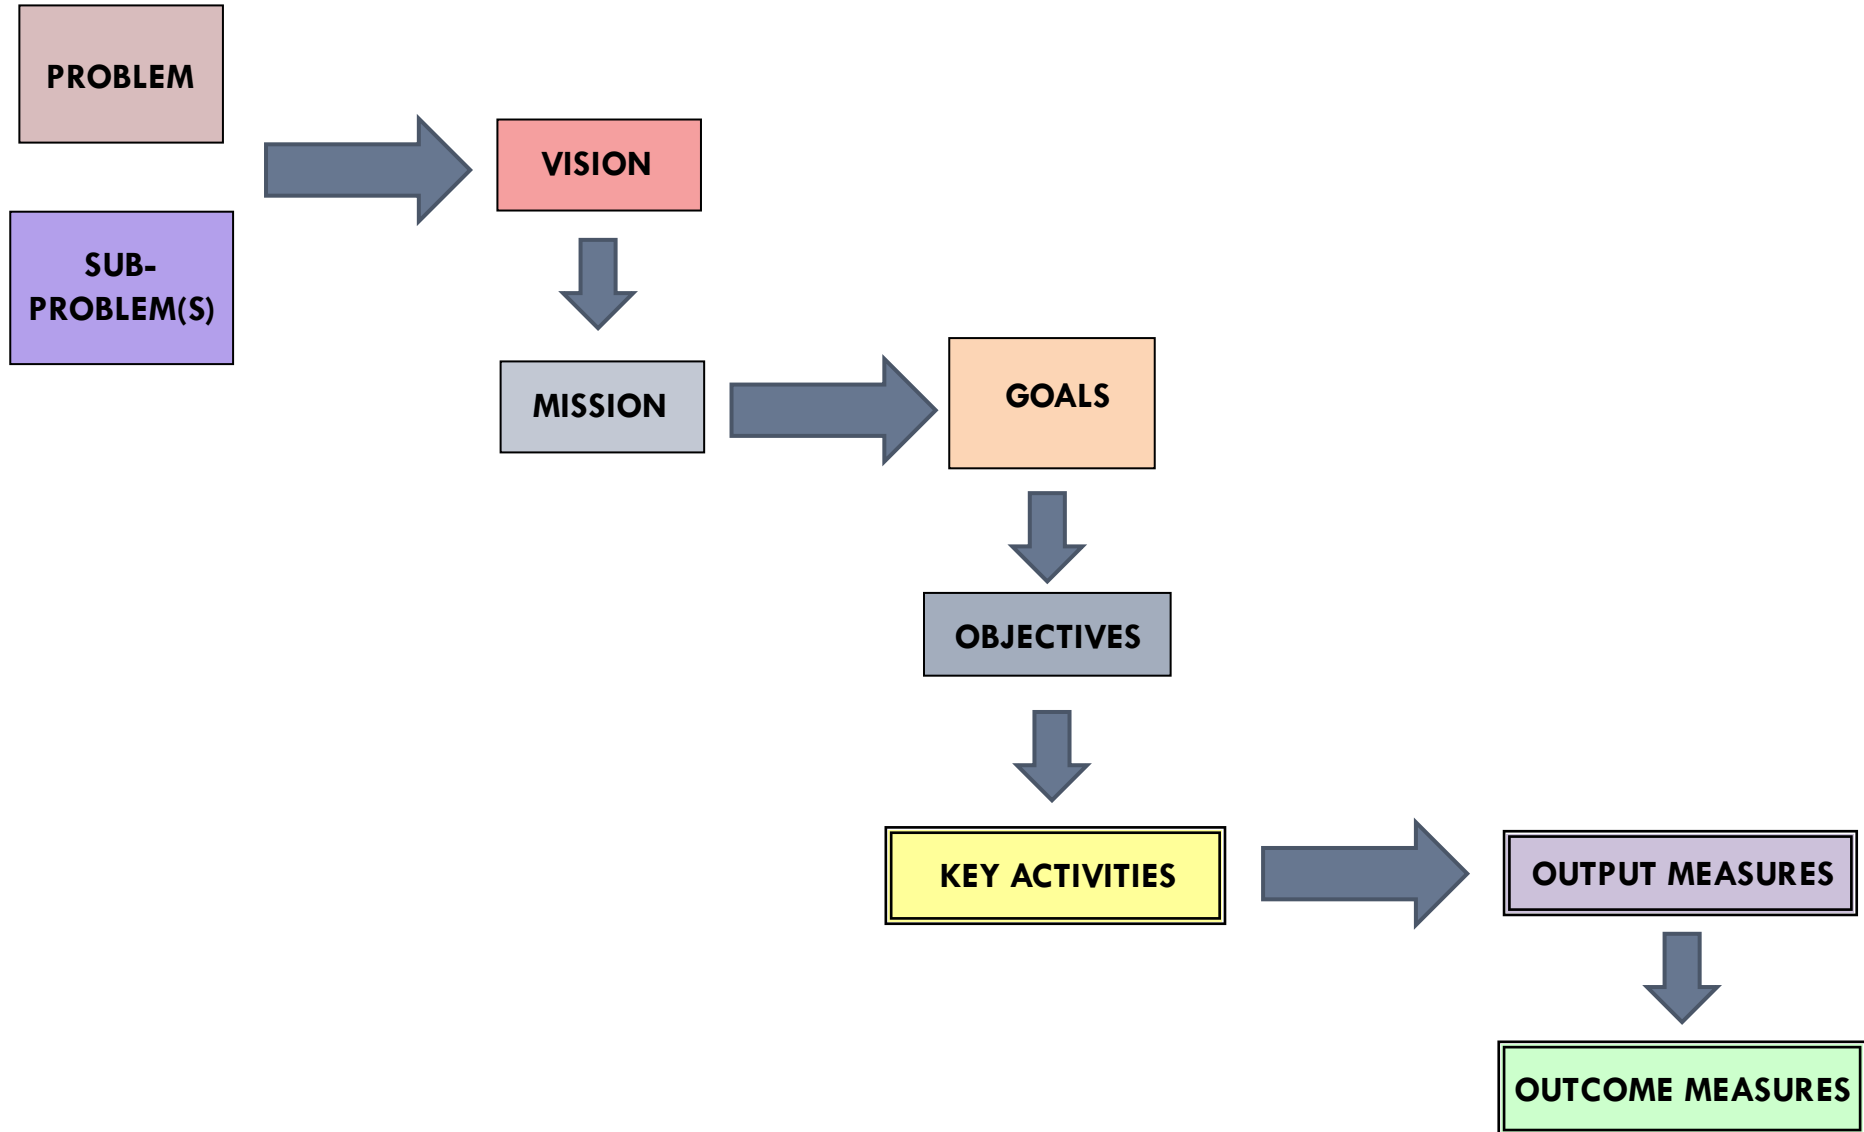 PROBLEM
SUB-
PROBLEM(S)
VISION
MISSION
GOALS
OBJECTIVES
KEY ACTIVITIES
OUTPUT MEASURES
OUTCOME MEASURES